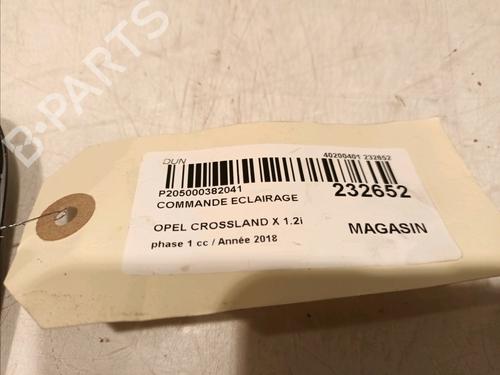 B-PARTS
DUN
40200401 232652
P205000382041
232652
COMMANDE ECLAIRAGE
OPEL CROSSLAND X 1.2i
MAGASIN
phase 1 cc / Année 2018